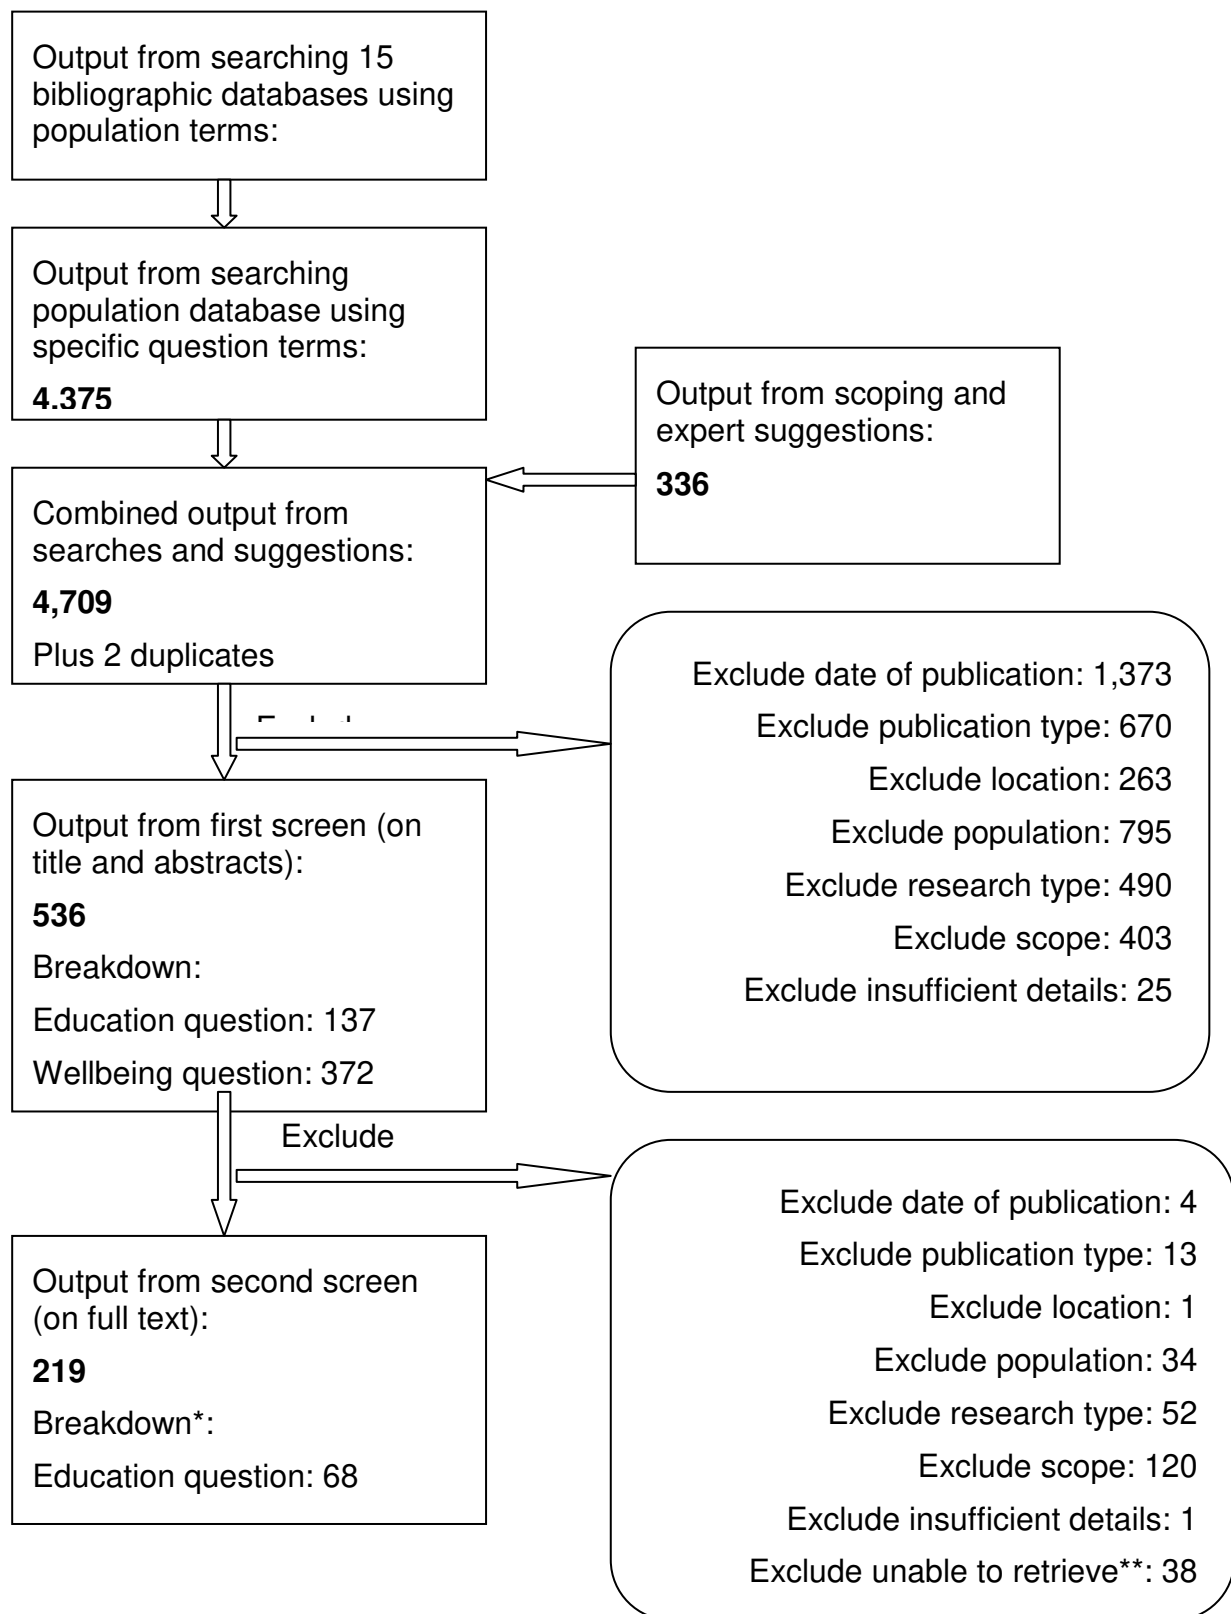 Output from searching 15
bibliographic databases using
population terms:
Output from searching
population database using
specific question terms:
4.375
Output from scoping and
expert suggestions:
336
Combined output from
searches and suggestions:
4,709
Plus 2 duplicates
Exclude date of publication: 1,373
Exclude publication type: 670
Exclude location: 263
Exclude population: 795
Exclude research type: 490
Exclude scope: 403
Exclude insufficient details: 25
Output from first screen (on
title and abstracts):
536
Breakdown:
Education question: 137
Wellbeing question: 372
Exclude
Exclude date of publication: 4
Exclude publication type: 13
Exclude location: 1
Exclude population: 34
Exclude research type: 52
Exclude scope: 120
Exclude insufficient details: 1
Exclude unable to retrieve**: 38
Output from second screen
(on full text):
219
Breakdown*:
Education question: 68